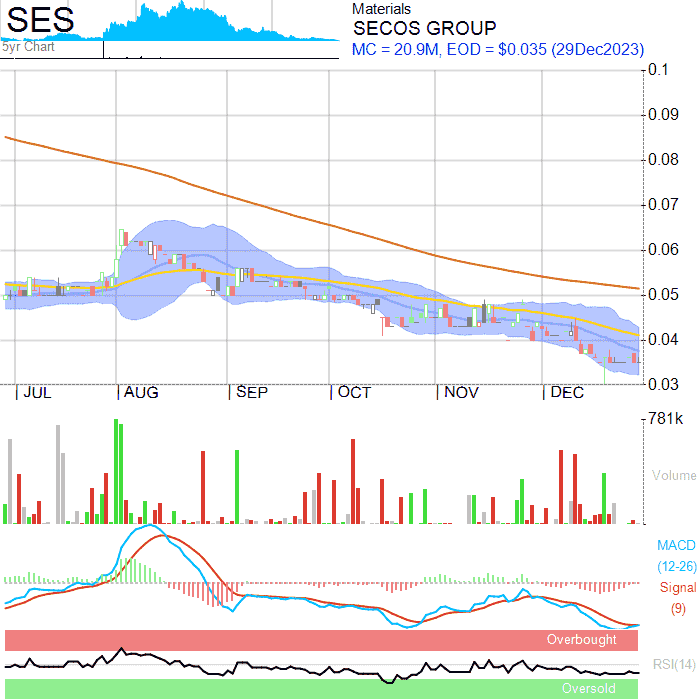 SES
5yr Chart
Materials
SECOS GROUP
MC = 20.9M, EOD = $0.035 (29Dec2023)
0.1
0.09
0.08
0.07
0.06
0.05
0.04
0.03
JUL AUG SEP OCT NOV DEC
781k
Volume
MACD
(12-26)
Signal
(9)
Overbought
RSI(14)
Oversold